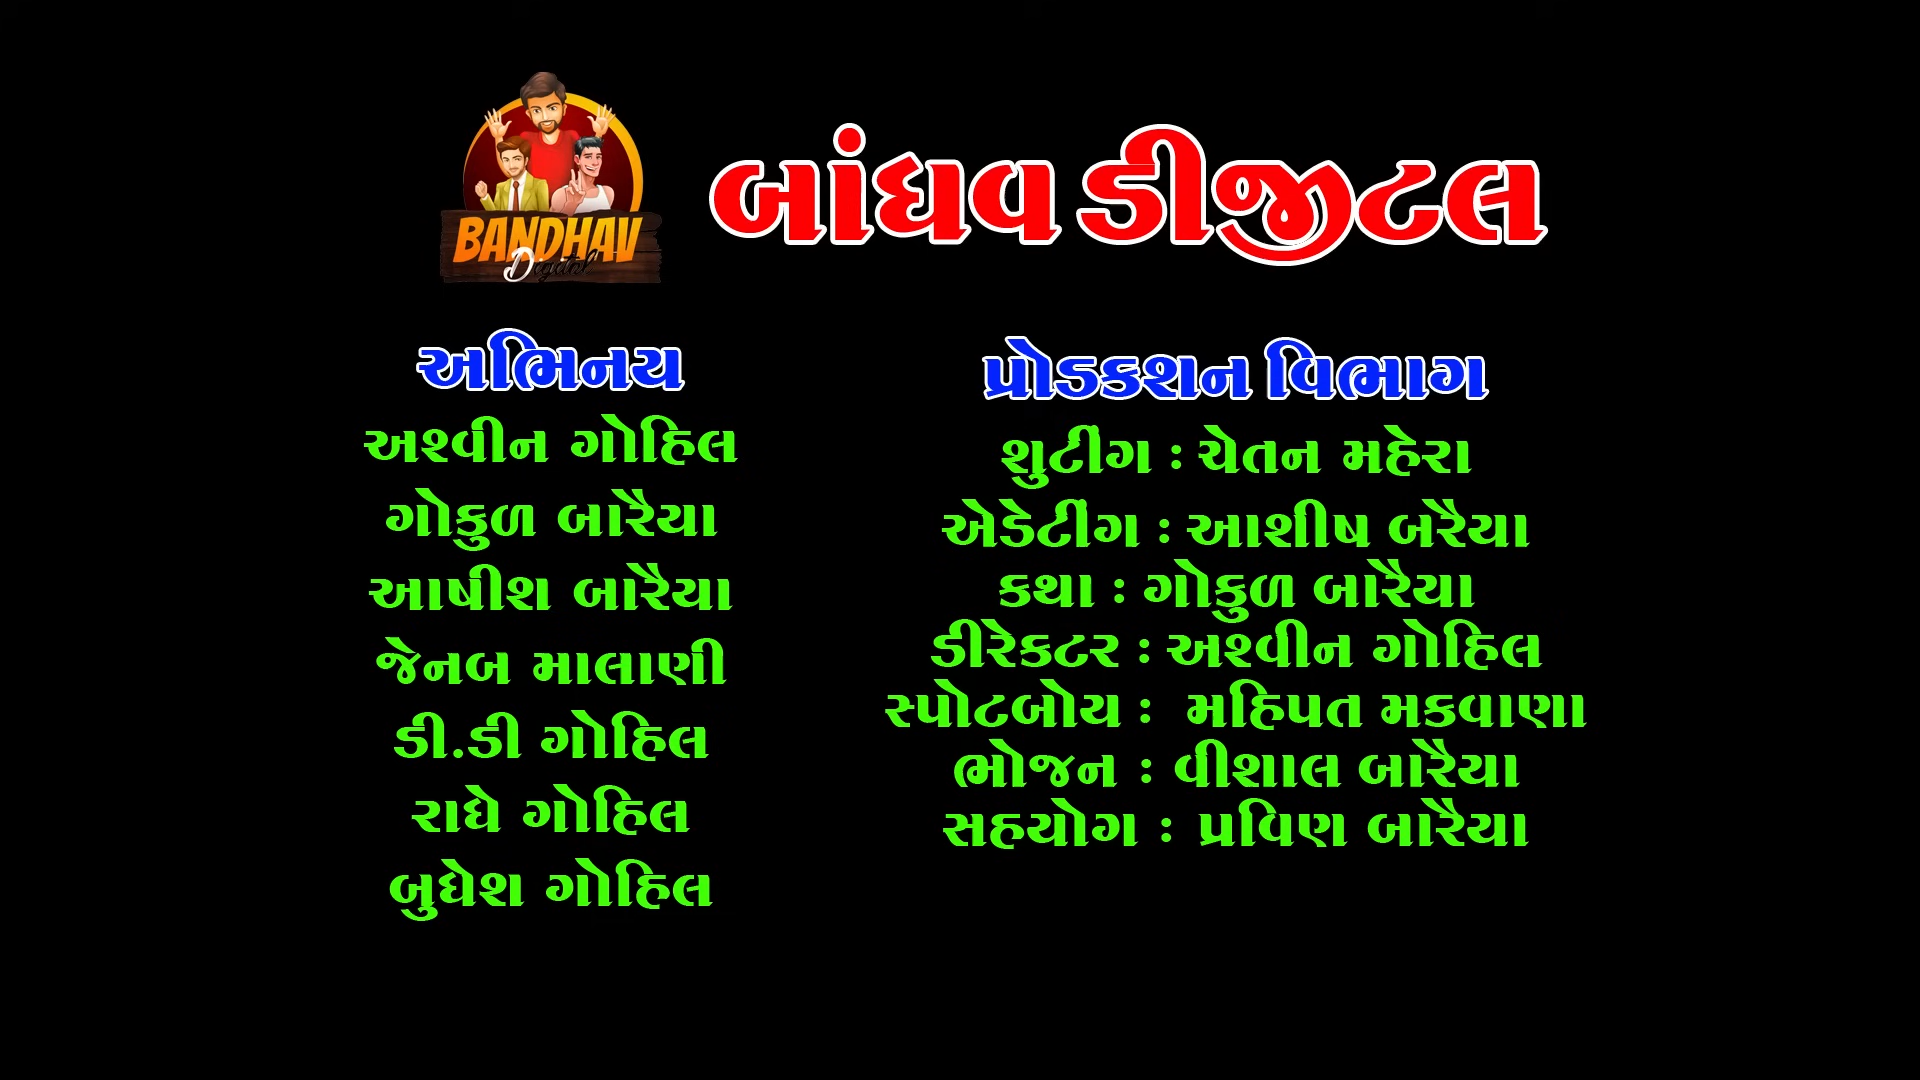 BANDHAV
Digital
બાંધવ ડીજીટલ
અભિનય
અશ્વીન ગોહિલ
ગોકુળ બારૈયા
આષીશ બારૈયા
જેનબ માલાણી
ડી.ડી ગોહિલ
રાધે ગોહિલ
બુધેશ ગોહિલ
પ્રોડકશન વિભાગ
શુટીંગ : ચેતન મહેરા
એડેટીંગ : આશીષ બરૈયા
કથા : ગોકુળ બારૈયા
ડીરેકટર : અશ્વીન ગોહિલ
સ્પોટબોય : મહિપત મકવાણા
ભોજન : વીશાલ બારૈયા
સહયોગ : પ્રવિણ બારૈયા